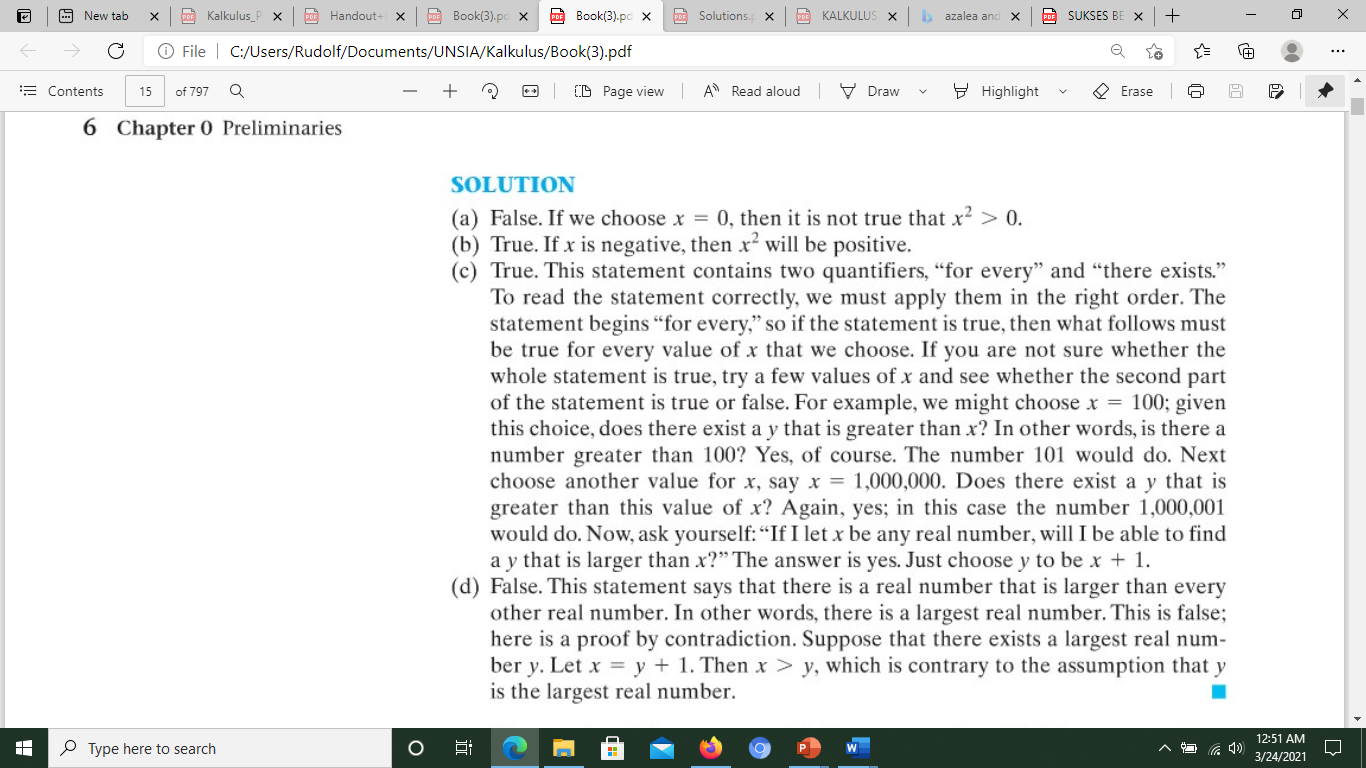 New tab
Kalkulus_P
Handout+
Book(3).pd
Book(3).pd
Solutions.p
KALKULUS
azalea and
SUKSES BE
File C:/Users/Rudolf/Documents/UNSIA/Kalkulus/Book(3).pdf
Contents 15 of 797 Page view Read aloud Draw Highlight Erase
6 Chapter 0 Preliminaries
SOLUTION
(a) False. If we choose x = 0, then it is not true that x² > 0.
(b) True. If x is negative, then x² will be positive.
(c) True. This statement contains two quantifiers, “for every” and “there exists.”
To read the statement correctly, we must apply them in the right order. The
statement begins “for every,” so if the statement is true, then what follows must
be true for every value of x that we choose. If you are not sure whether the
whole statement is true, try a few values of x and see whether the second part
of the statement is true or false. For example, we might choose x = 100; given
this choice, does there exist a y that is greater than x? In other words, is there a
number greater than 100? Yes, of course. The number 101 would do. Next
choose another value for x, say x = 1,000,000. Does there exist a y that is
greater than this value of x? Again, yes; in this case the number 1,000,001
would do. Now, ask yourself: “If I let x be any real number, will I be able to find
a y that is larger than x?” The answer is yes. Just choose y to be x + 1.
(d) False. This statement says that there is a real number that is larger than every
other real number. In other words, there is a largest real number. This is false;
here is a proof by contradiction. Suppose that there exists a largest real num-
ber y. Let x = y + 1. Then x > y, which is contrary to the assumption that y
is the largest real number.
Type here to search
12:51 AM
3/24/2021